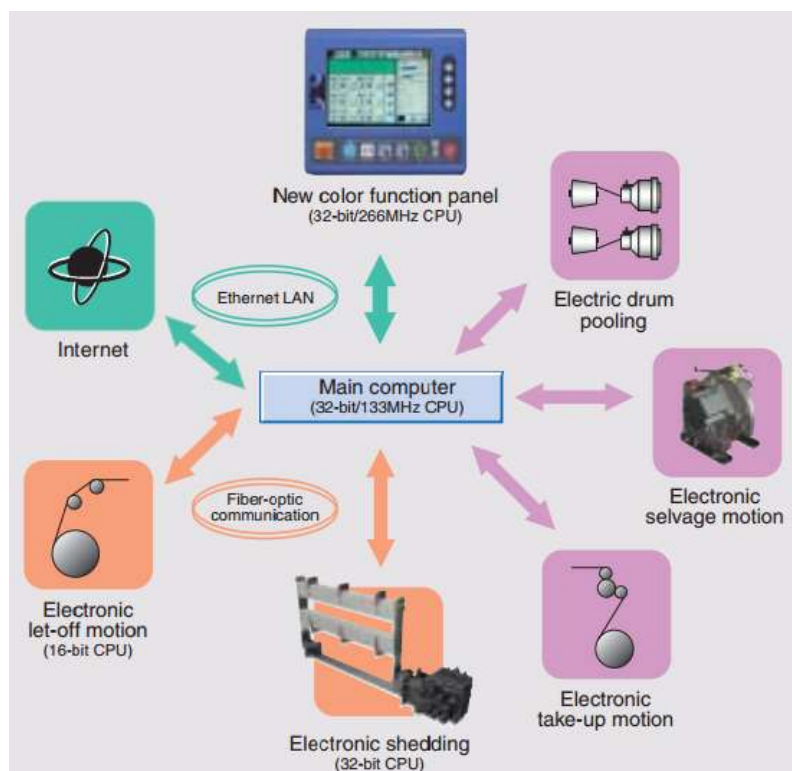 New color function panel
(32-bit/266MHz CPU)
Ethernet LAN
Internet
Electric drum
pooling
Main computer
(32-bit/133MHz CPU)
Electronic
selvage motion
Fiber-optic
communication
Electronic
let-off motion
(16-bit CPU)
Electronic
take-up motion
Electronic shedding
(32-bit CPU)